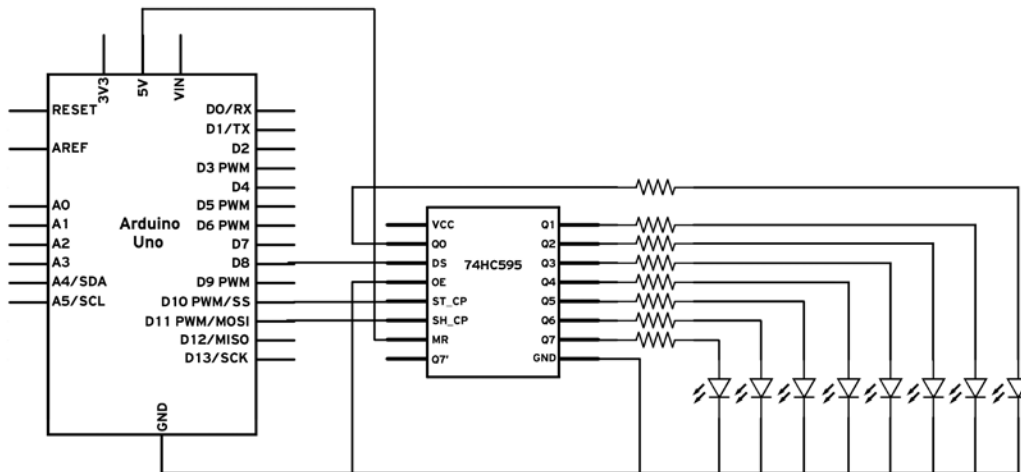 3V3
5V
VIN
RESET
AREF
A0
A1
A2
A3
A4/SDA
A5/SCL
Arduino
Uno
D0/RX
D1/TX
D2
D3 PWM
D4
D5 PWM
D6 PWM
D7
D8
D9 PWM
D10 PWM/SS
D11 PWM/MOSI
D12/MISO
D13/SCK
GND
VCC
Q0
DS
OE
ST_CP
SH_CP
MR
Q7'
74HC595
Q1
Q2
Q3
Q4
Q5
Q6
Q7
GND